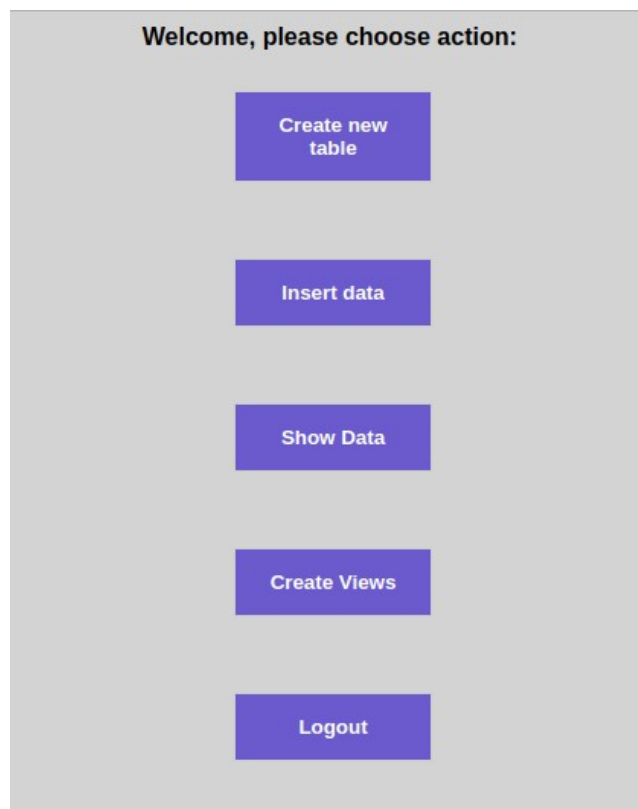 Welcome, please choose action:
Create new
table
Insert data
Show Data
Create Views
Logout